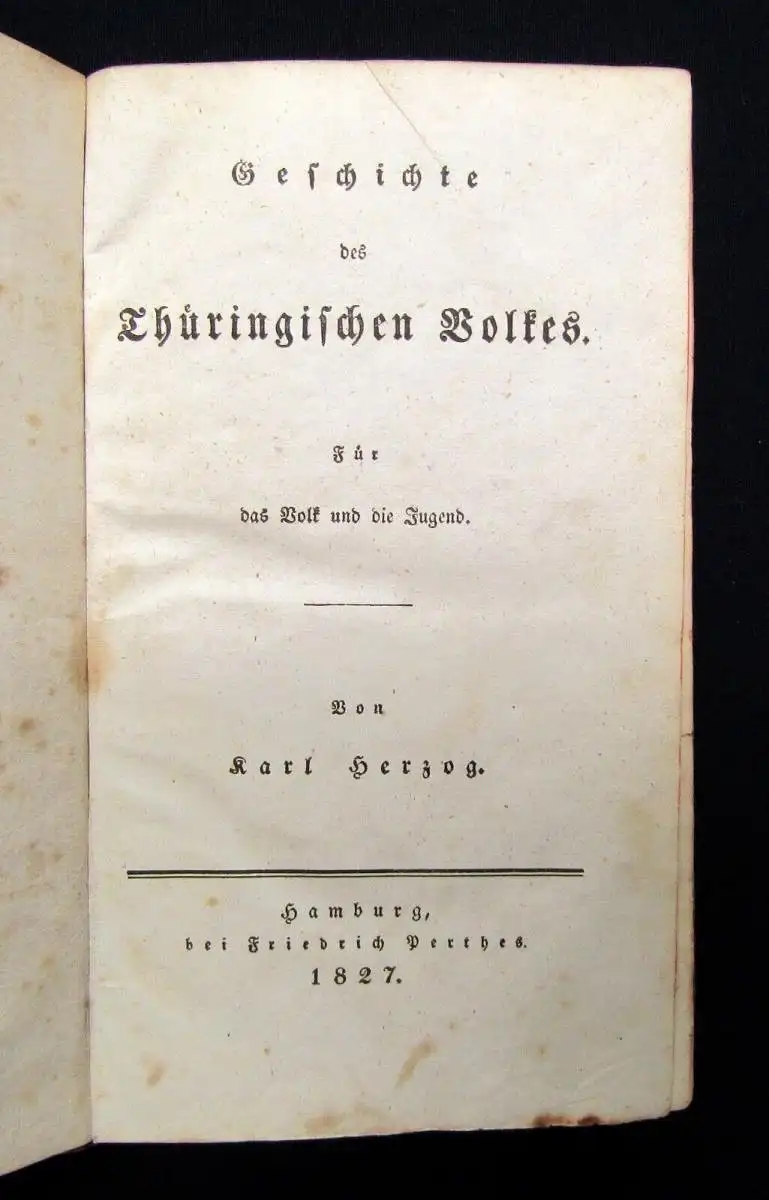 Geschichte
des
Thüringischen Volkes.
Für
das Volk und die Jugend.
Von
Karl Herzog.
Hamburg,
bei Friedrich Perthes.
1827.